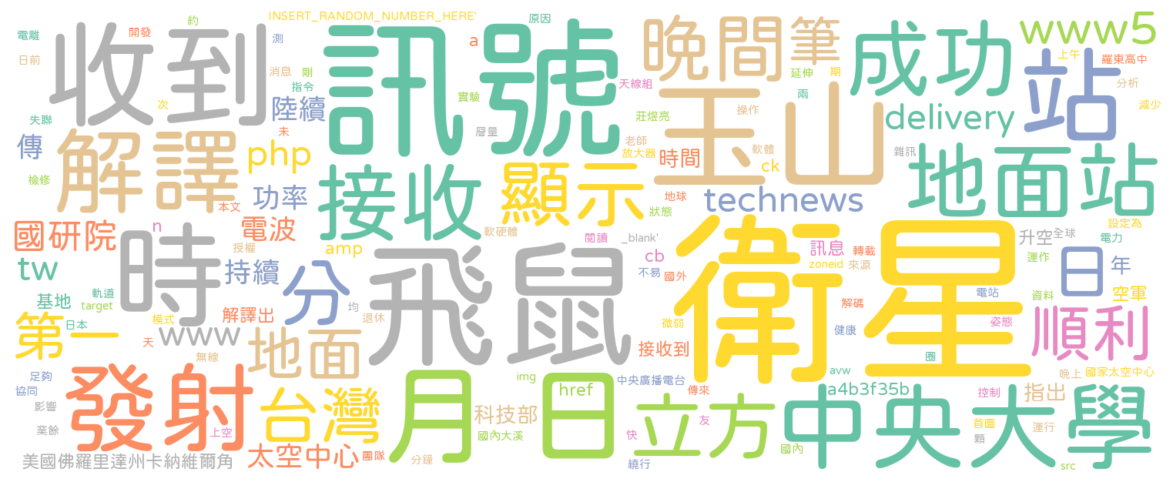 INSERT_RANDOM_NUMBER_HERE'
約
原因
電離
開發
測
a
收到
訊號
晚間
筆
成功
www5
上午
羅東高中
日前
消息
剛
指令
實驗
天線組
延伸
期
兩
站
分析
減少
次
陸續
失聯
未
層量
莊煜亮
操作
玉山
delivery
傳
解譯
php
接收
老師
放大器
軟體
時間
ck
雜訊
地面站
檢修
功率
本文
顯示
地球
狀態
technews
國研院
n
電波
授權
軟硬體
閱讀
_blank'
訊息
轉載
升空
全球
設定為
電力
tw
時
amp
持續
分
飛鼠
cb
不易
國外
zoneid
來源
衛星
運作
日
年
基地
軌道
target
均
電站
資料
空軍
第一
日本
模式
解譯出
退休
微弱
解碼
姿態
順利
www
天
無線
地面
接收到
健康
足夠
協同
發射
台灣
月
日
img
href
中央廣播電台
傳來
圈
avw
晚上
國家太空中心
影響
業餘
上空
科技部
國內大溪
立方
友
快
a4b3f35b
中央大學
控制
指出
首圖
顆
運行
美國佛羅里達州卡納維爾角
太空中心
團隊
分鐘
繞行
國內
src